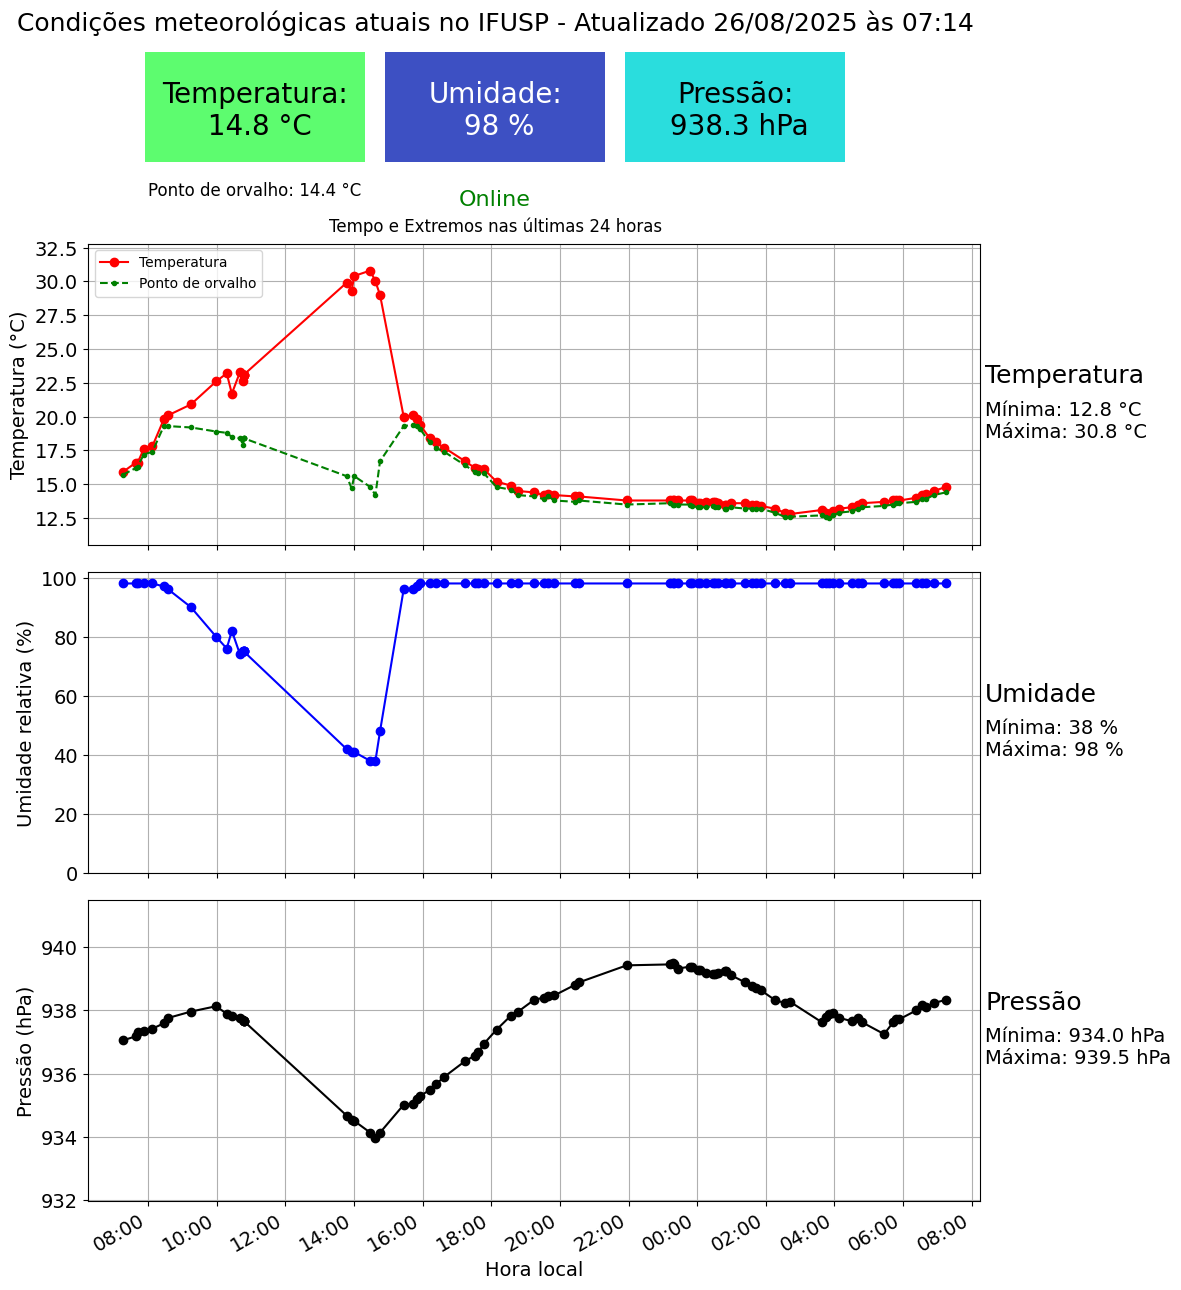 Condições meteorológicas atuais no IFUSP - Atualizado 26/08/2025 às 07:14
Temperatura:
14.8 °C
Umidade:
98 %
Pressão:
938.3 hPa
Ponto de orvalho: 14.4 °C
Online
Tempo e Extremos nas últimas 24 horas
Temperatura (°C)
32.5
30.0
27.5
25.0
22.5
20.0
17.5
15.0
12.5
Temperatura
Ponto de orvalho
Temperatura
Mínima: 12.8 °C
Máxima: 30.8 °C
Umidade relativa (%)
100
80
60
40
20
0
Umidade
Mínima: 38 %
Máxima: 98 %
Pressão (hPa)
940
938
936
934
932
Pressão
Mínima: 934.0 hPa
Máxima: 939.5 hPa
08:00 10:00 12:00 14:00 16:00 18:00 20:00 22:00 00:00 02:00 04:00 06:00 08:00
Hora local